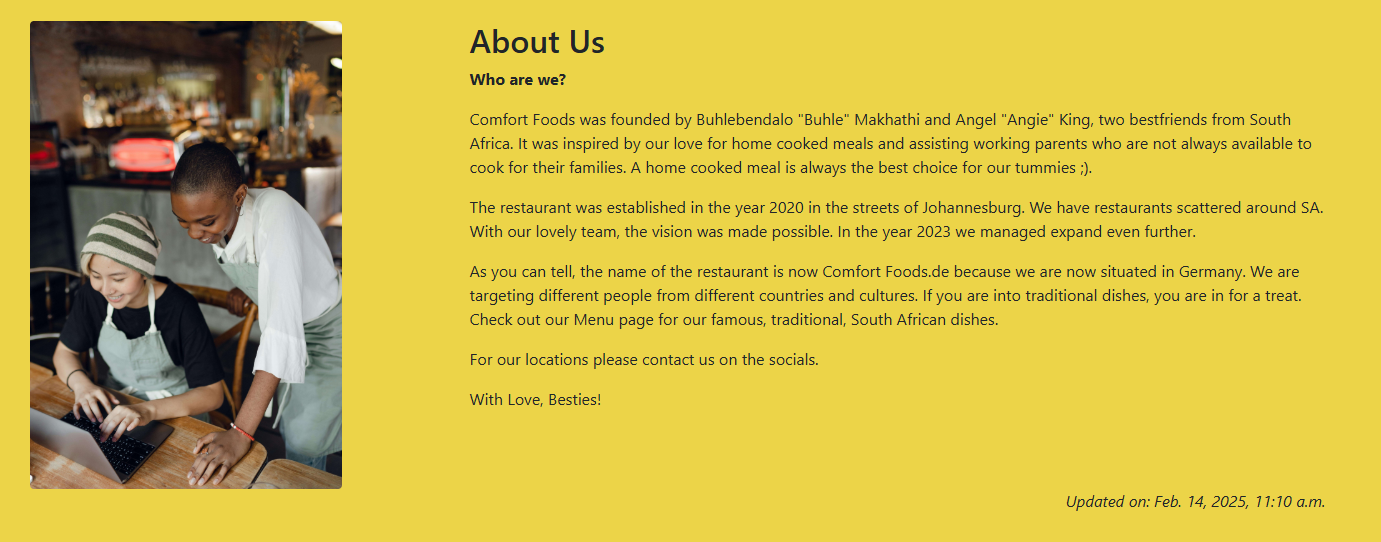 About Us
Who are we?
Comfort Foods was founded by Buhlebendalo "Buhle" Makhathi and Angel "Angie" King, two bestfriends from South
Africa. It was inspired by our love for home cooked meals and assisting working parents who are not always available to
cook for their families. A home cooked meal is always the best choice for our tummies ;).
The restaurant was established in the year 2020 in the streets of Johannesburg. We have restaurants scattered around SA.
With our lovely team, the vision was made possible. In the year 2023 we managed expand even further.
As you can tell, the name of the restaurant is now Comfort Foods.de because we are now situated in Germany. We are
targeting different people from different countries and cultures. If you are into traditional dishes, you are in for a treat.
Check out our Menu page for our famous, traditional, South African dishes.
For our locations please contact us on the socials.
With Love, Besties!
Updated on: Feb. 14, 2025, 11:10 a.m.